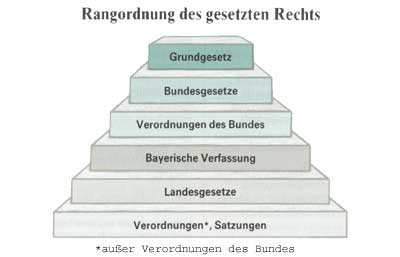 Rangordnung des gesetzten Rechts
Grundgesetz
Bundesgesetze
Verordnungen des Bundes
Bayerische Verfassung
Landesgesetze
Verordnungen*, Satzungen
*außer Verordnungen des Bundes